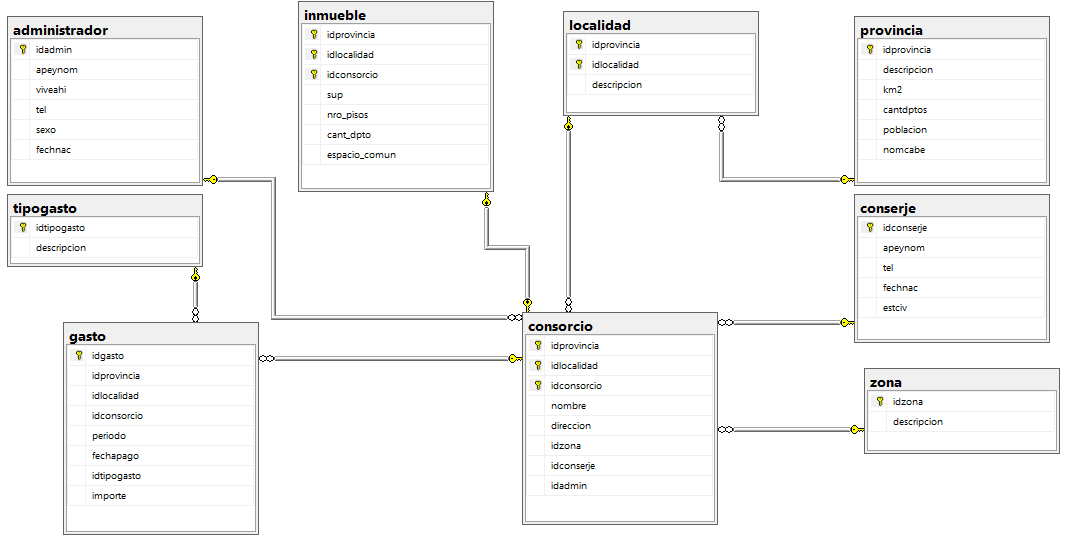 administrador
idadmin
apeynom
viveahi
tel
sexo
fechnac
inmueble
idprovincia
idlocalidad
idconsorcio
sup
nro_pisos
cant_dpto
espacio_comun
localidad
idprovincia
idlocalidad
descripcion
provincia
idprovincia
descripcion
km2
cantdptos
poblacion
nomcabe
tipogasto
idtipogasto
descripcion
conserje
idconserje
apeynom
tel
fechnac
estciv
gasto
idgasto
idprovincia
idlocalidad
idconsorcio
periodo
fechapago
idtipogasto
importe
consorcio
idprovincia
idlocalidad
idconsorcio
nombre
direccion
idzona
idconserje
idadmin
zona
idzona
descripcion